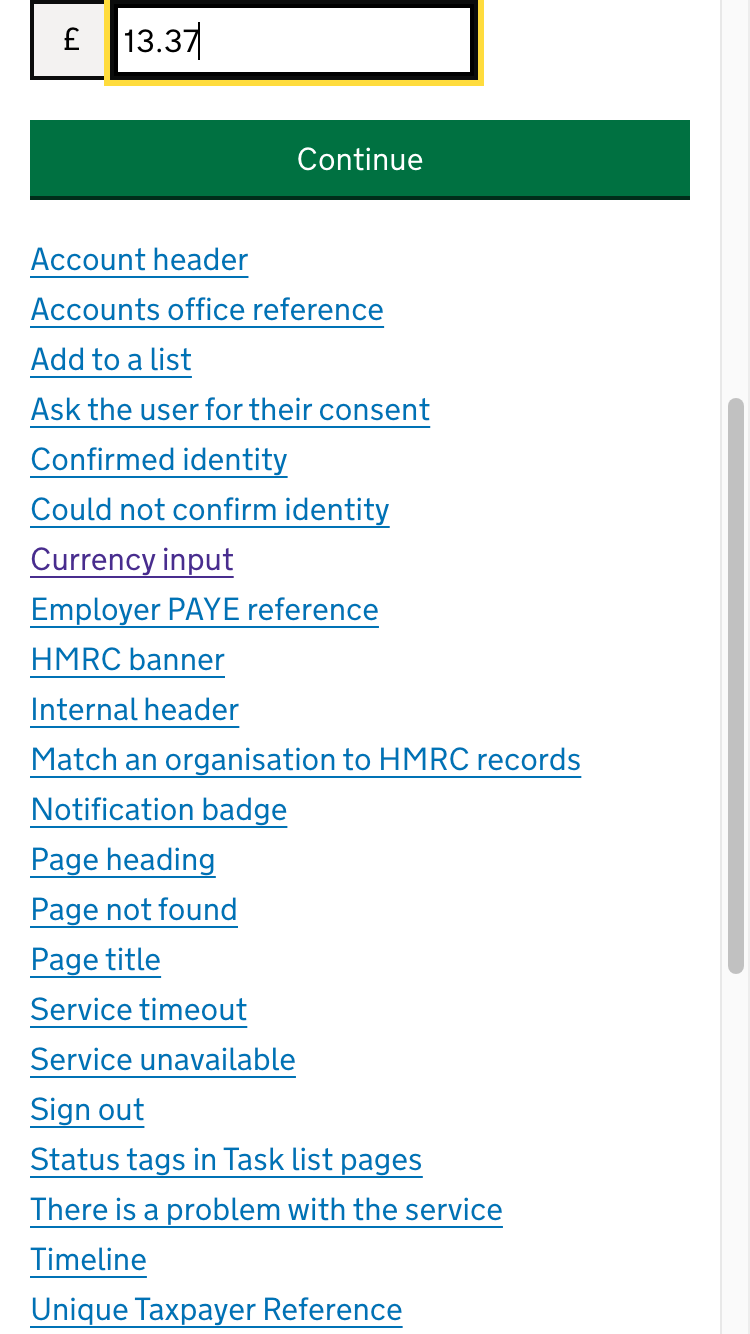 £ 13.37
Continue
Account header
Accounts office reference
Add to a list
Ask the user for their consent
Confirmed identity
Could not confirm identity
Currency input
Employer PAYE reference
HMRC banner
Internal header
Match an organisation to HMRC records
Notification badge
Page heading
Page not found
Page title
Service timeout
Service unavailable
Sign out
Status tags in Task list pages
There is a problem with the service
Timeline
Unique Taxpayer Reference